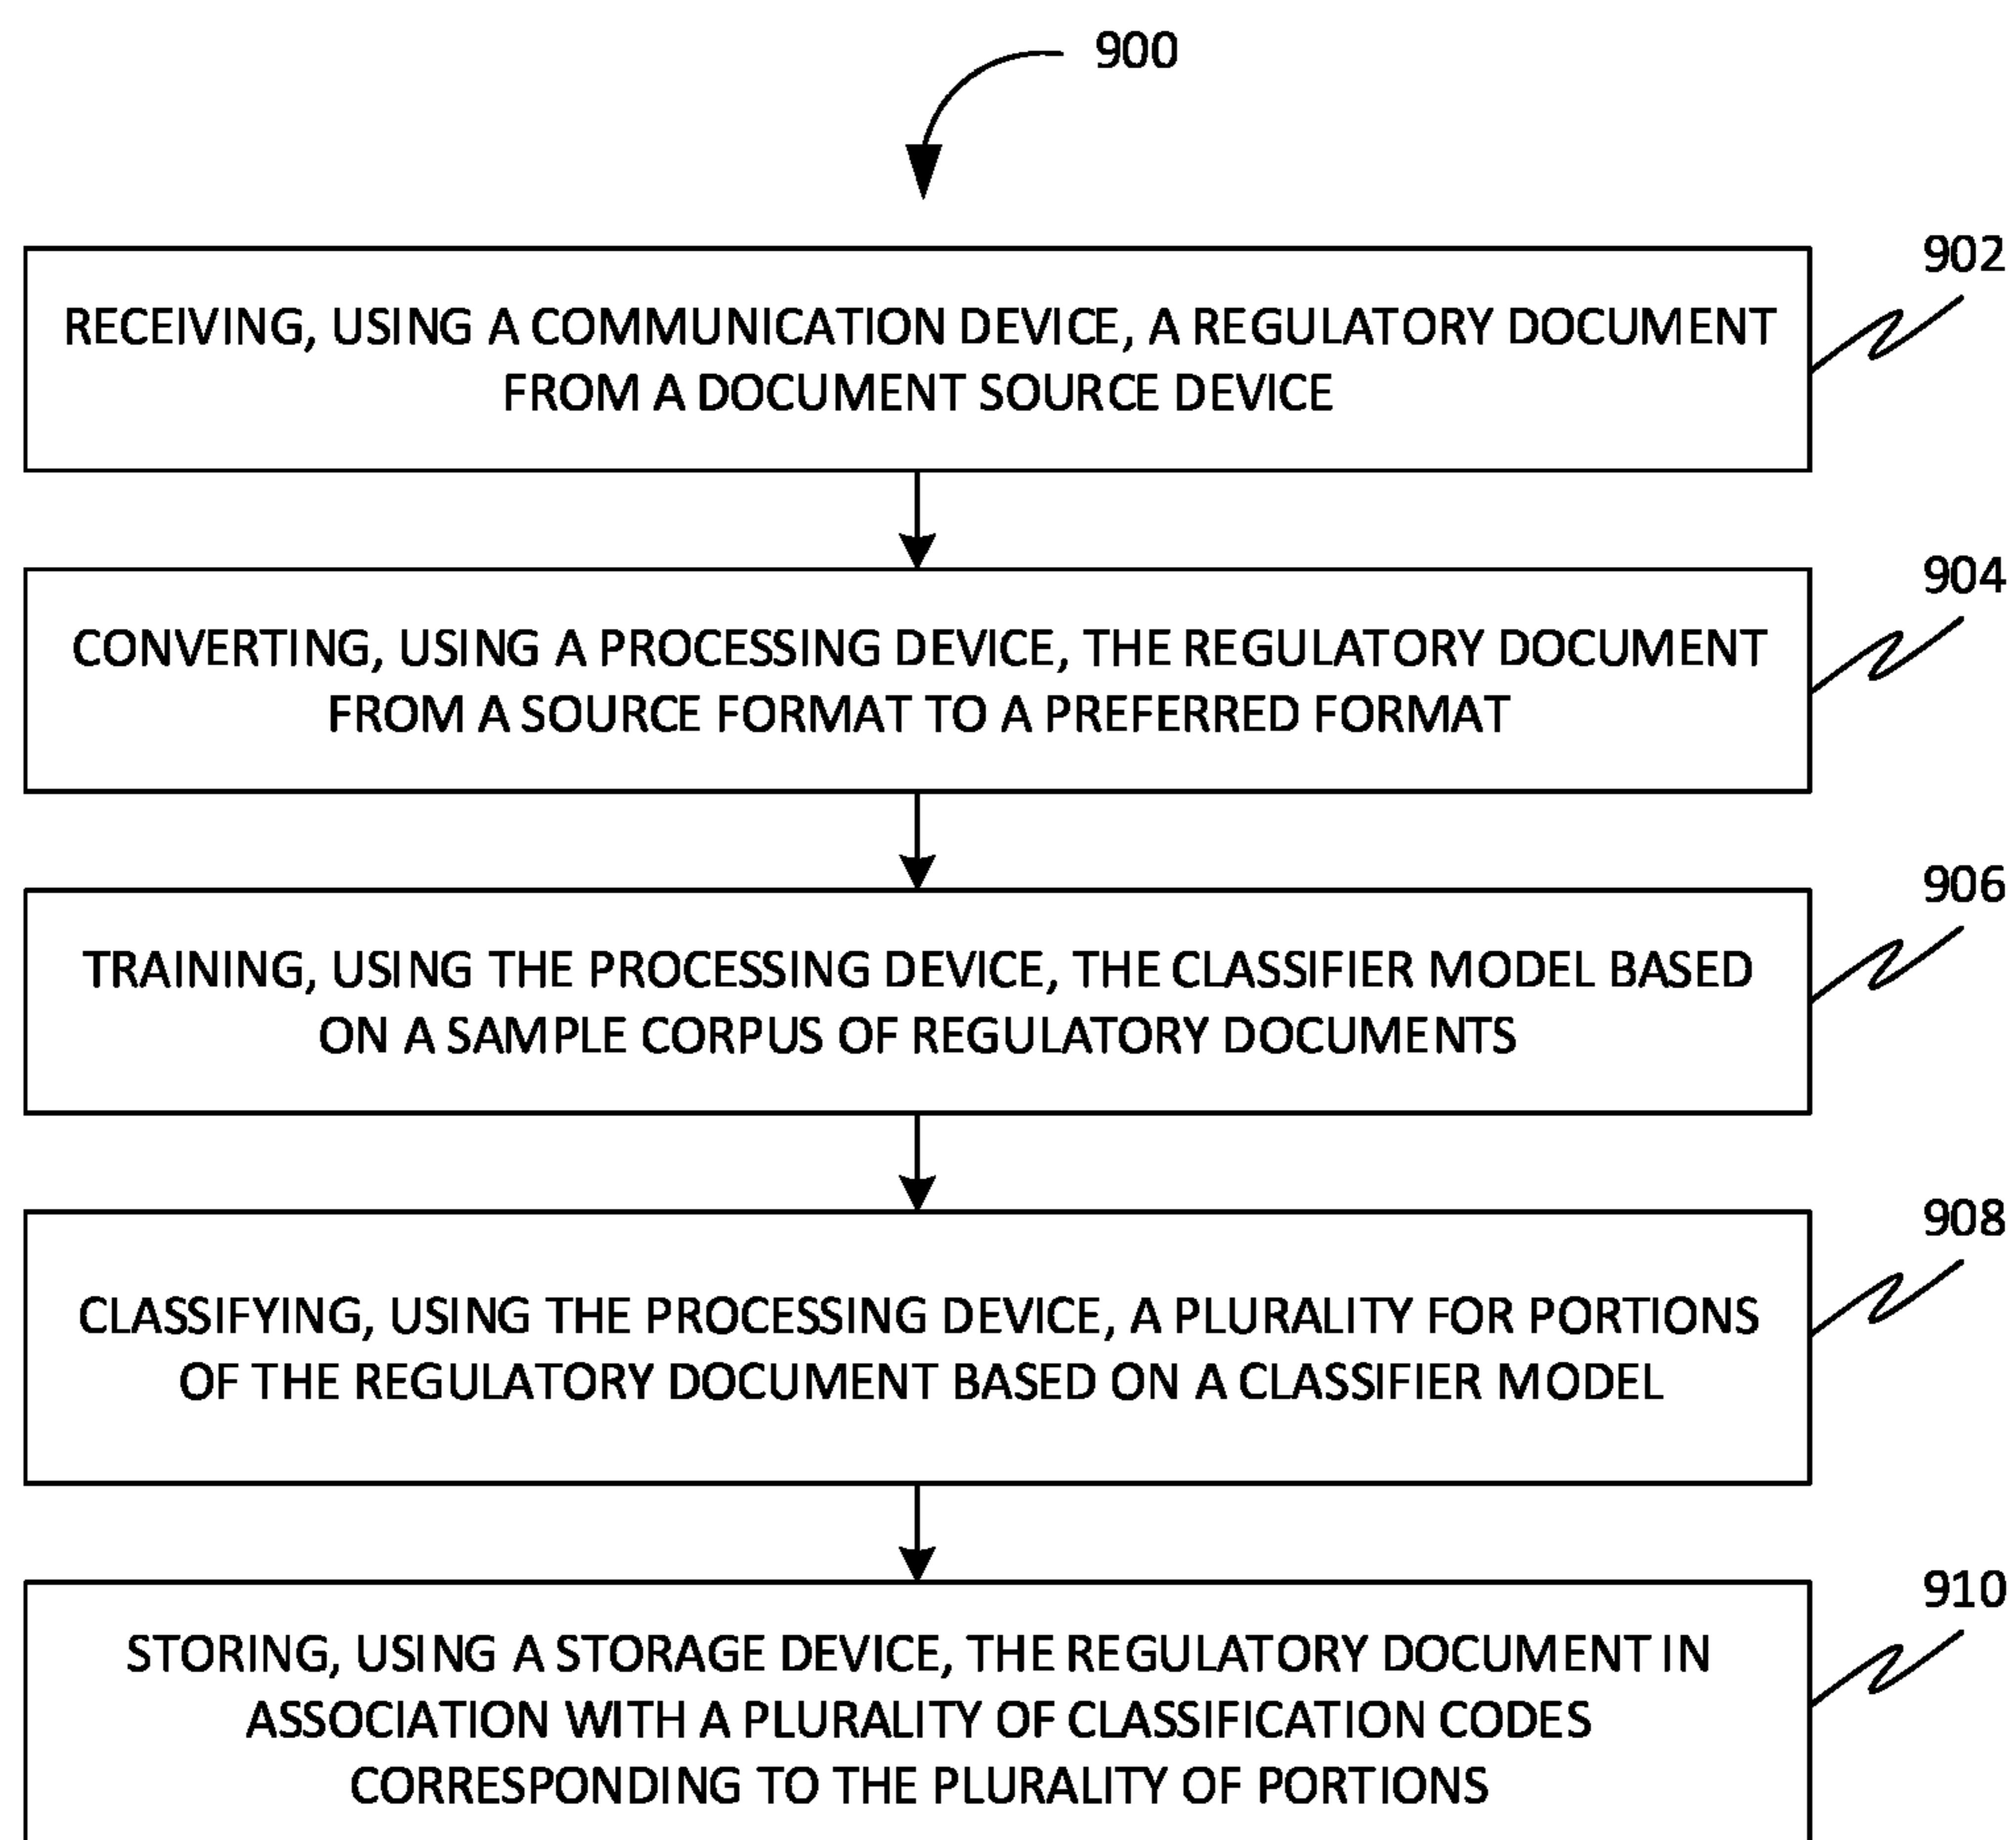 900
902
RECEIVING, USING A COMMUNICATION DEVICE, A REGULATORY DOCUMENT
FROM A DOCUMENT SOURCE DEVICE
904
CONVERTING, USING A PROCESSING DEVICE, THE REGULATORY DOCUMENT
FROM A SOURCE FORMAT TO A PREFERRED FORMAT
906
TRAINING, USING THE PROCESSING DEVICE, THE CLASSIFIER MODEL BASED
ON A SAMPLE CORPUS OF REGULATORY DOCUMENTS
908
CLASSIFYING, USING THE PROCESSING DEVICE, A PLURALITY FOR PORTIONS
OF THE REGULATORY DOCUMENT BASED ON A CLASSIFIER MODEL
910
STORING, USING A STORAGE DEVICE, THE REGULATORY DOCUMENT IN
ASSOCIATION WITH A PLURALITY OF CLASSIFICATION CODES
CORRESPONDING TO THE PLURALITY OF PORTIONS